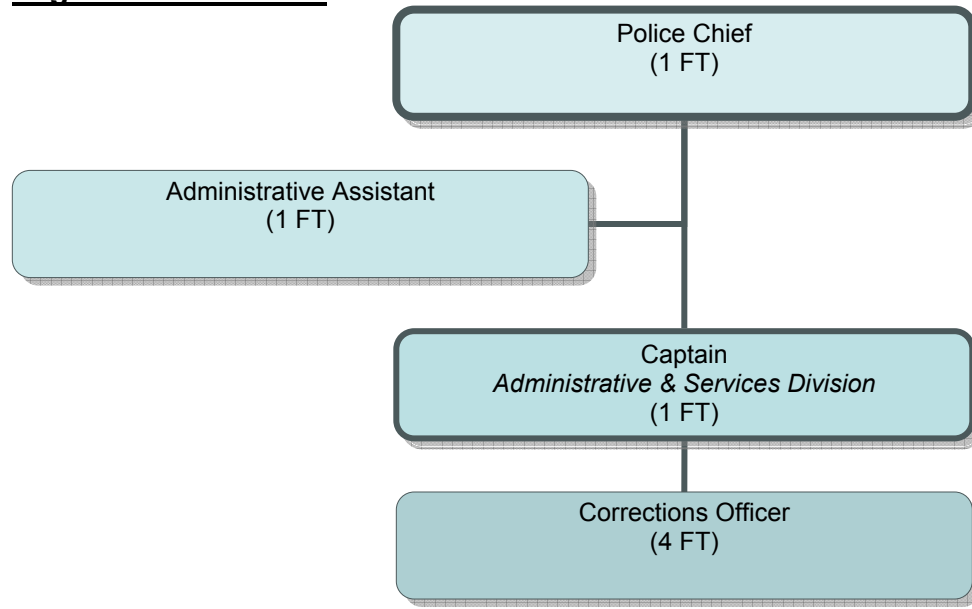 Police Chief
(1 FT)
Administrative Assistant
(1 FT)
Captain
Administrative & Services Division
(1 FT)
Corrections Officer
(4 FT)